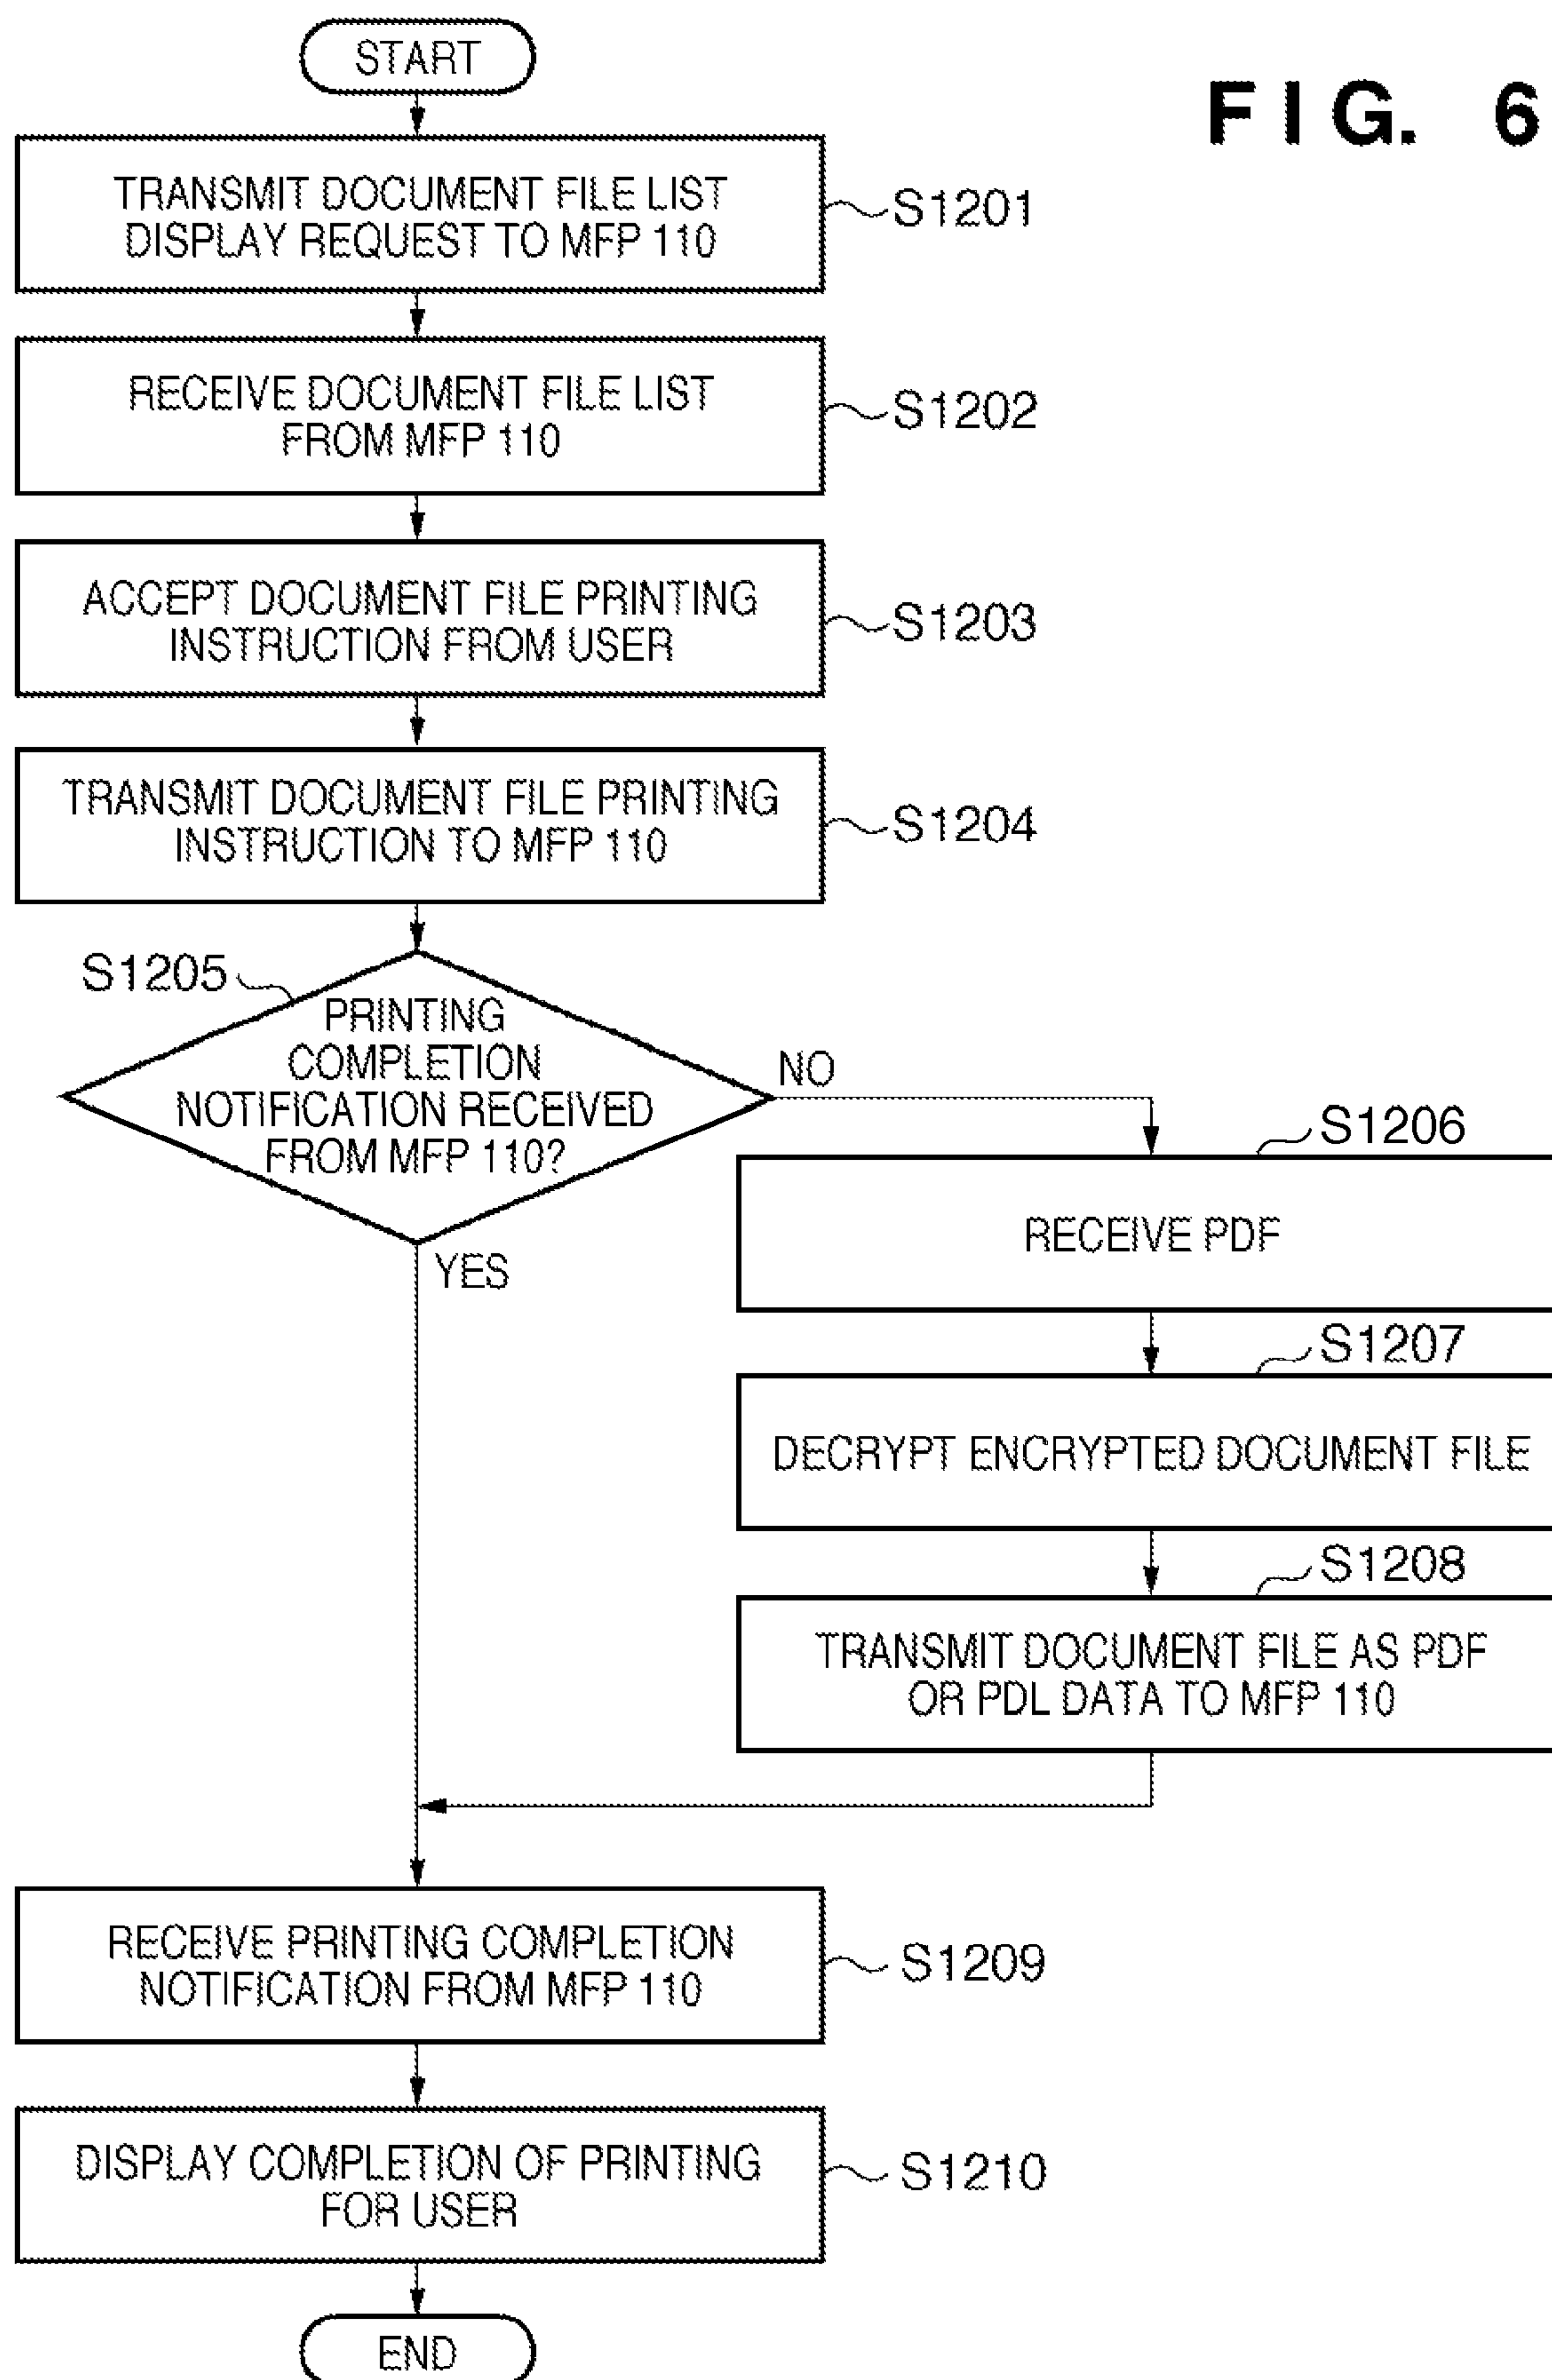 START
FIG. 6
TRANSMIT DOCUMENT FILE LIST
DISPLAY REQUEST TO MFP 110
S1201
RECEIVE DOCUMENT FILE LIST
FROM MFP 110
S1202
ACCEPT DOCUMENT FILE PRINTING
INSTRUCTION FROM USER
S1203
TRANSMIT DOCUMENT FILE PRINTING
INSTRUCTION TO MFP 110
S1204
S1205
PRINTING
COMPLETION
NOTIFICATION RECEIVED
FROM MFP 110?
NO
YES
S1206
RECEIVE PDF
S1207
DECRYPT ENCRYPTED DOCUMENT FILE
S1208
TRANSMIT DOCUMENT FILE AS PDF
OR PDL DATA TO MFP 110
RECEIVE PRINTING COMPLETION
NOTIFICATION FROM MFP 110
S1209
DISPLAY COMPLETION OF PRINTING
FOR USER
S1210
END